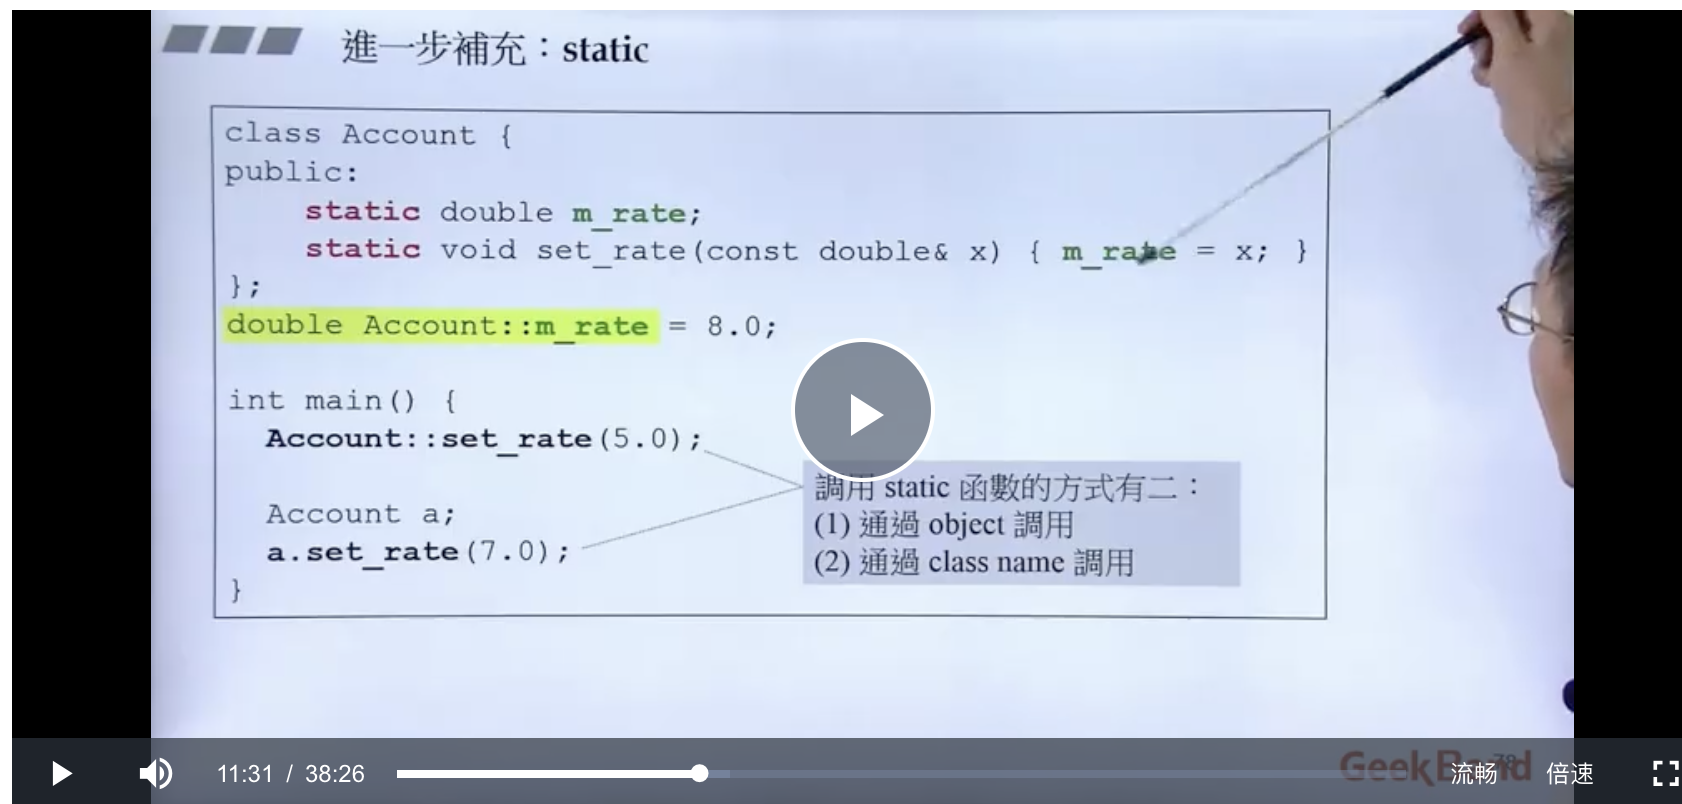 進一步補充：static
class Account {
public:
static double m_rate;
static void set_rate(const double& x) { m_rate = x; }
};
double Account::m_rate = 8.0;
int main() {
Account::set_rate(5.0);
Account a;
a.set_rate(7.0);
}
調用 static 函數的方式有二：
(1) 通過 object 調用
(2) 通過 class name 調用
GeekBand
78
11:31 / 38:26
流畅
倍速